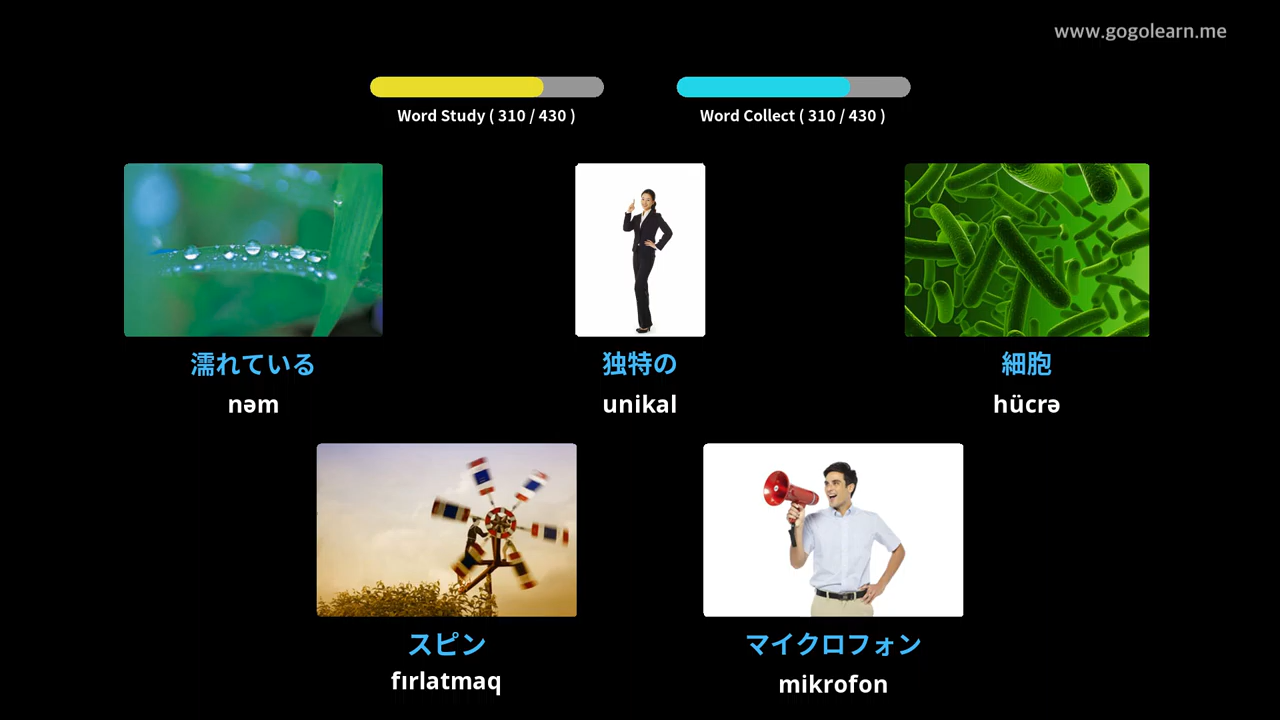 www.gogolearn.me
Word Study ( 310 / 430 )
Word Collect ( 310 / 430 )
濡れている
nəm
独特の
unikal
細胞
hücrə
スピン
fırlatmaq
マイクロフォン
mikrofon